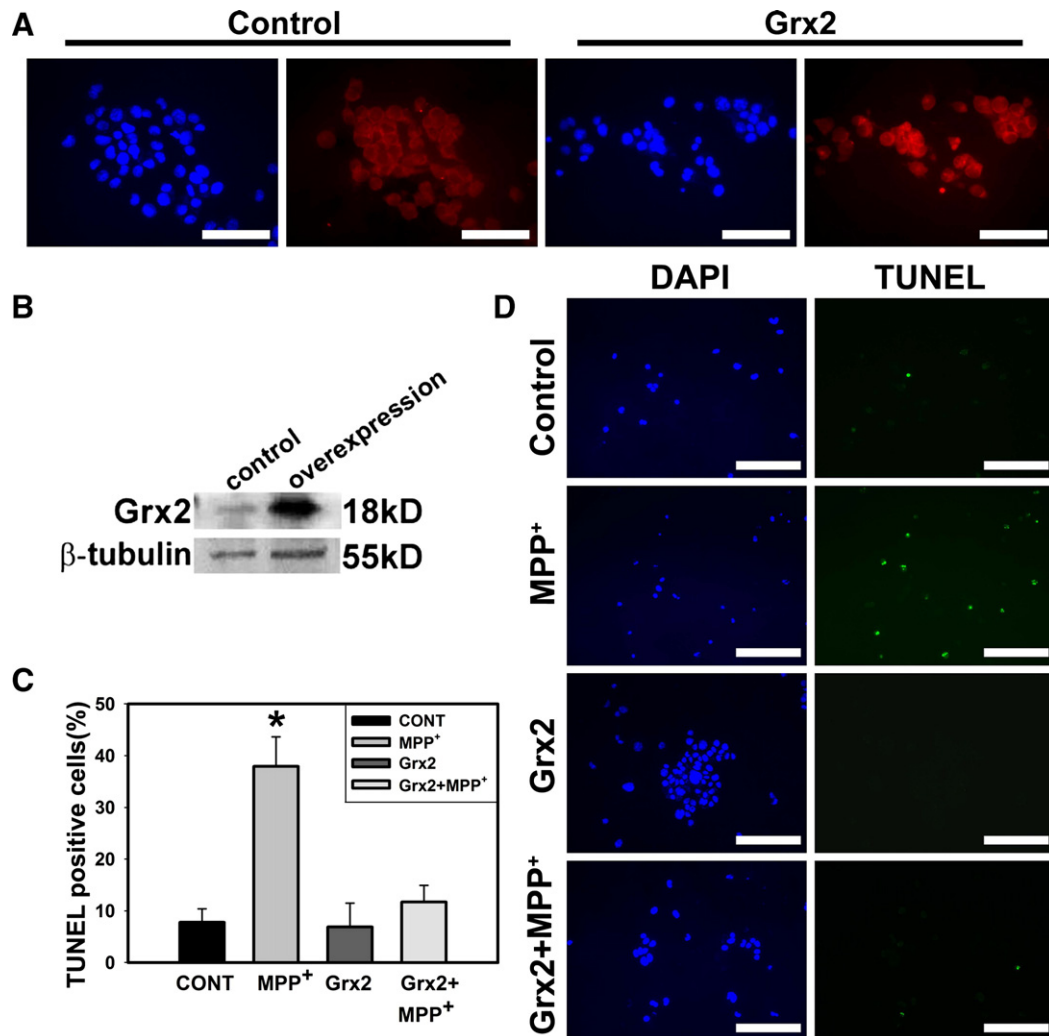 A
Control
Grx2
B
control
overexpression
Grx2
18kD
β-tubulin
55kD
C
TUNEL positive cells(%)
50
40
30
20
10
0
*
CONT
MPP⁺
Grx2
Grx2+MPP⁺
CONT
MPP⁺
Grx2
Grx2+
MPP⁺
D
DAPI
TUNEL
Control
MPP⁺
Grx2
Grx2+MPP⁺